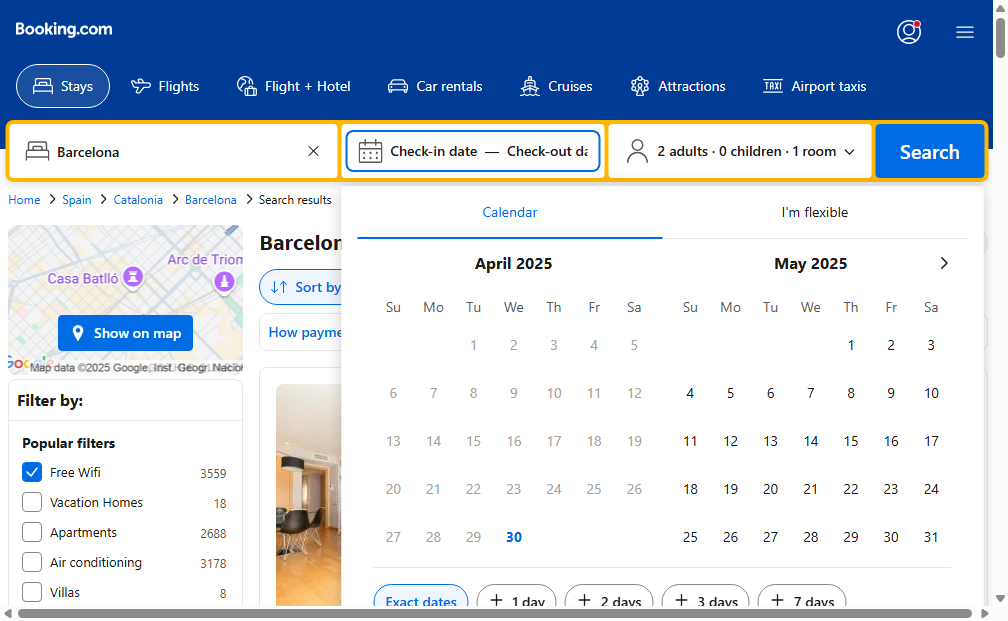 Booking.com
Stays Flights Flight + Hotel Car rentals Cruises Attractions TAXI Airport taxis
Barcelona Check-in date — Check-out da 2 adults · 0 children · 1 room Search
Home > Spain > Catalonia > Barcelona > Search results
Casa Batlló
Arc de Triom
Show on map
Map data ©2025 Google, Inst. Geogr. Nacion
Filter by:
Popular filters
Free Wifi 3559
Vacation Homes 18
Apartments 2688
Air conditioning 3178
Villas 8
Barcelon
Sort by
How payme
Calendar I'm flexible
April 2025
Su Mo Tu We Th Fr Sa
1 2 3 4 5
6 7 8 9 10 11 12
13 14 15 16 17 18 19
20 21 22 23 24 25 26
27 28 29 30
May 2025
Su Mo Tu We Th Fr Sa
1 2 3
4 5 6 7 8 9 10
11 12 13 14 15 16 17
18 19 20 21 22 23 24
25 26 27 28 29 30 31
Exact dates + 1 day + 2 days + 3 days + 7 days